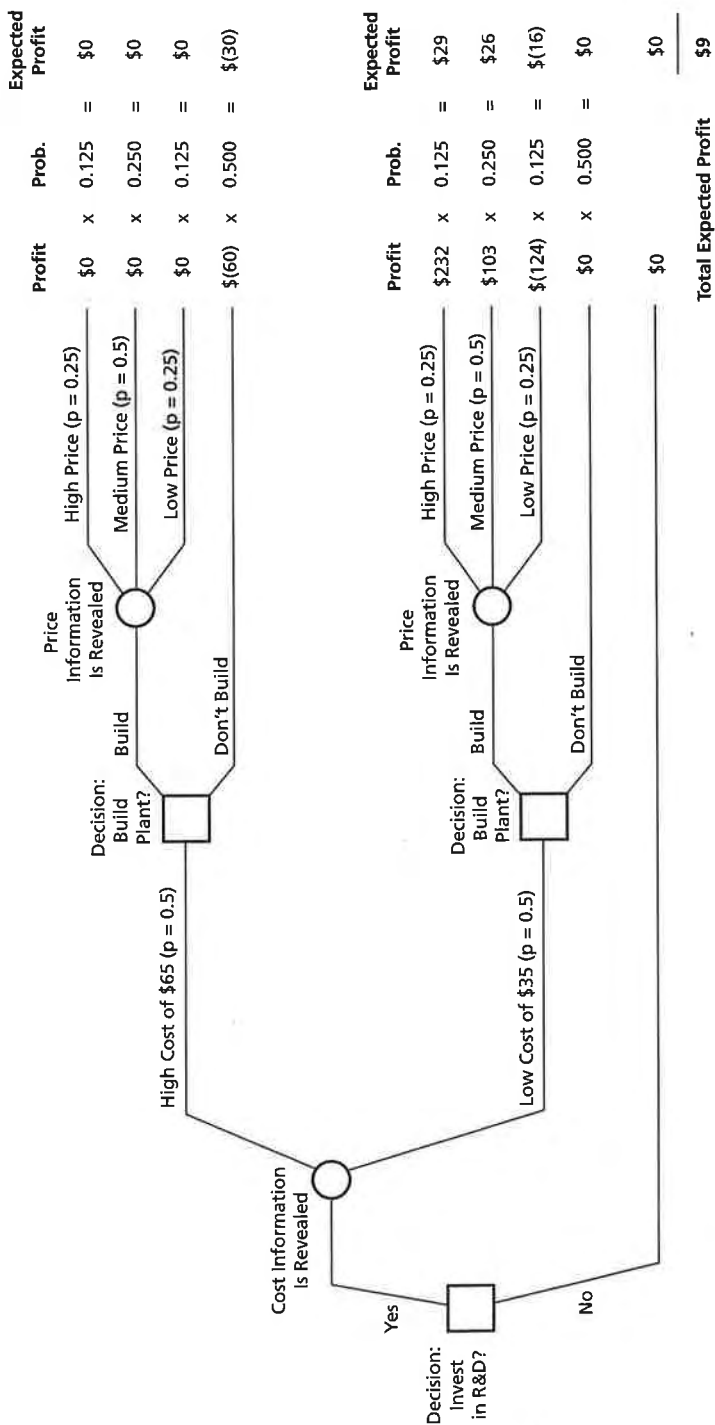 Decision:
Invest
in R&D?
Yes
No
Cost Information
Is Revealed
High Cost of $65 (p = 0.5)
Low Cost of $35 (p = 0.5)
Decision:
Build
Plant?
Build
Don't Build
Price
Information
Is Revealed
High Price (p = 0.25)
Medium Price (p = 0.5)
Low Price (p = 0.25)
Profit Prob. Expected Profit
$0 x 0.125 = $0
$0 x 0.250 = $0
$0 x 0.125 = $0
$(60) x 0.500 = $(30)
Decision:
Build
Plant?
Build
Don't Build
Price
Information
Is Revealed
High Price (p = 0.25)
Medium Price (p = 0.5)
Low Price (p = 0.25)
Profit Prob. Expected Profit
$232 x 0.125 = $29
$103 x 0.250 = $26
$(124) x 0.125 = $(16)
$0 x 0.500 = $0
$0 $0
Total Expected Profit $9